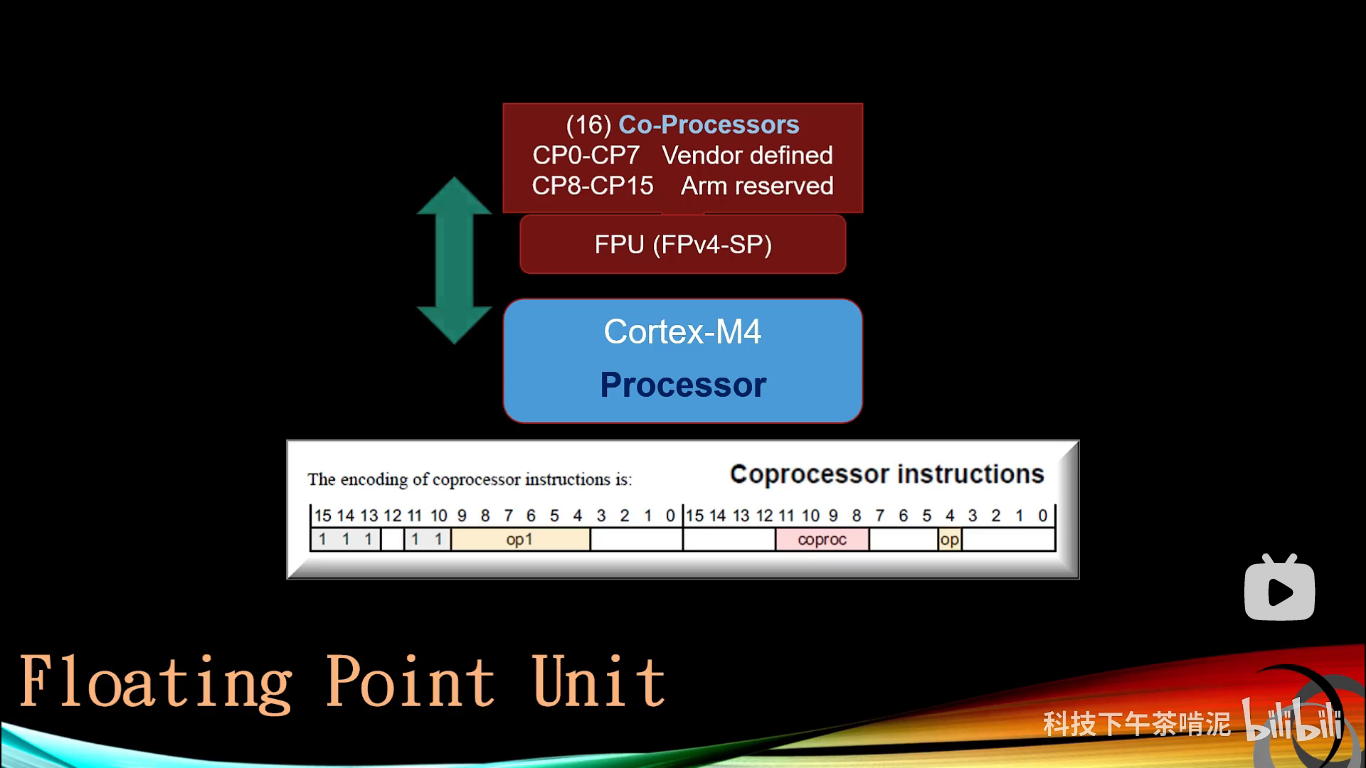 (16) Co-Processors
CP0-CP7 Vendor defined
CP8-CP15 Arm reserved
FPU (FPv4-SP)
Cortex-M4
Processor
The encoding of coprocessor instructions is:
Coprocessor instructions
15 14 13 12 11 10 9 8 7 6 5 4 3 2 1 0 15 14 13 12 11 10 9 8 7 6 5 4 3 2 1 0
1 1 1 1 1 op1 coproc op
Floating Point Unit
科技下午茶啃泥 bilibili